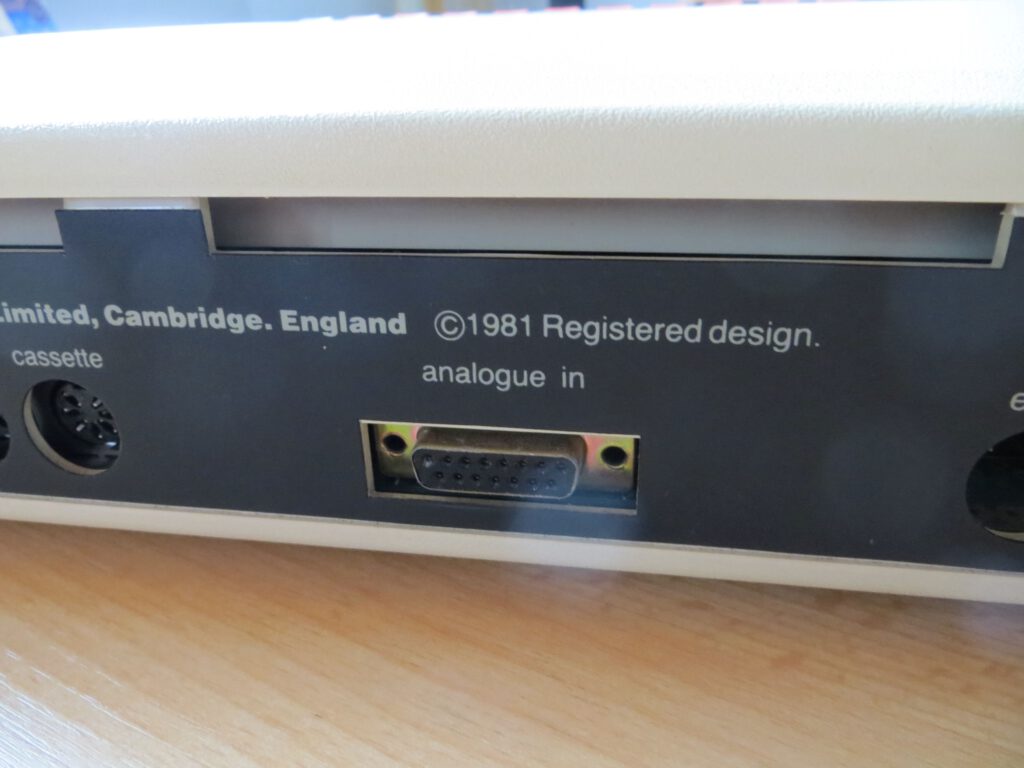 Limited, Cambridge. England ©1981 Registered design.
cassette
analogue in
e